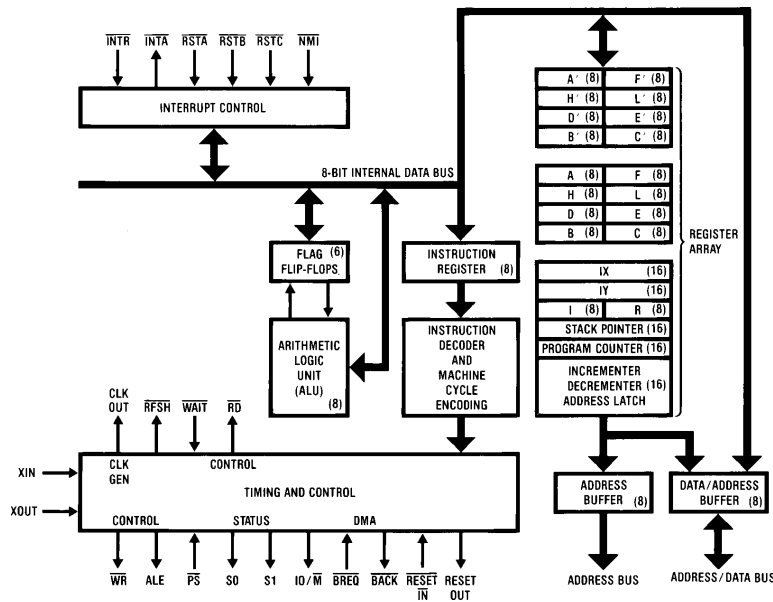 INTR INTA RSTA RSTB RSTC NMI
INTERRUPT CONTROL
8-BIT INTERNAL DATA BUS
A′ (8) F′ (8)
H′ (8) L′ (8)
D′ (8) E′ (8)
B′ (8) C′ (8)
A (8) F (8)
H (8) L (8)
D (8) E (8)
B (8) C (8)
REGISTER
ARRAY
IX (16)
IY (16)
I (8) R (8)
STACK POINTER (16)
PROGRAM COUNTER (16)
INCREMENTER
DECREMENTER (16)
ADDRESS LATCH
FLAG (6)
FLIP-FLOPS
INSTRUCTION
REGISTER (8)
ARITHMETIC
LOGIC
UNIT
(ALU) (8)
INSTRUCTION
DECODER
AND
MACHINE
CYCLE
ENCODING
CLK
OUT RFSH WAIT RD
XIN
XOUT
CLK
GEN
CONTROL
TIMING AND CONTROL
CONTROL STATUS DMA
WR ALE PS S0 S1 IO/M BREQ BACK RESET
IN RESET
OUT
ADDRESS
BUFFER (8)
DATA/ADDRESS
BUFFER (8)
ADDRESS BUS
ADDRESS/DATA BUS